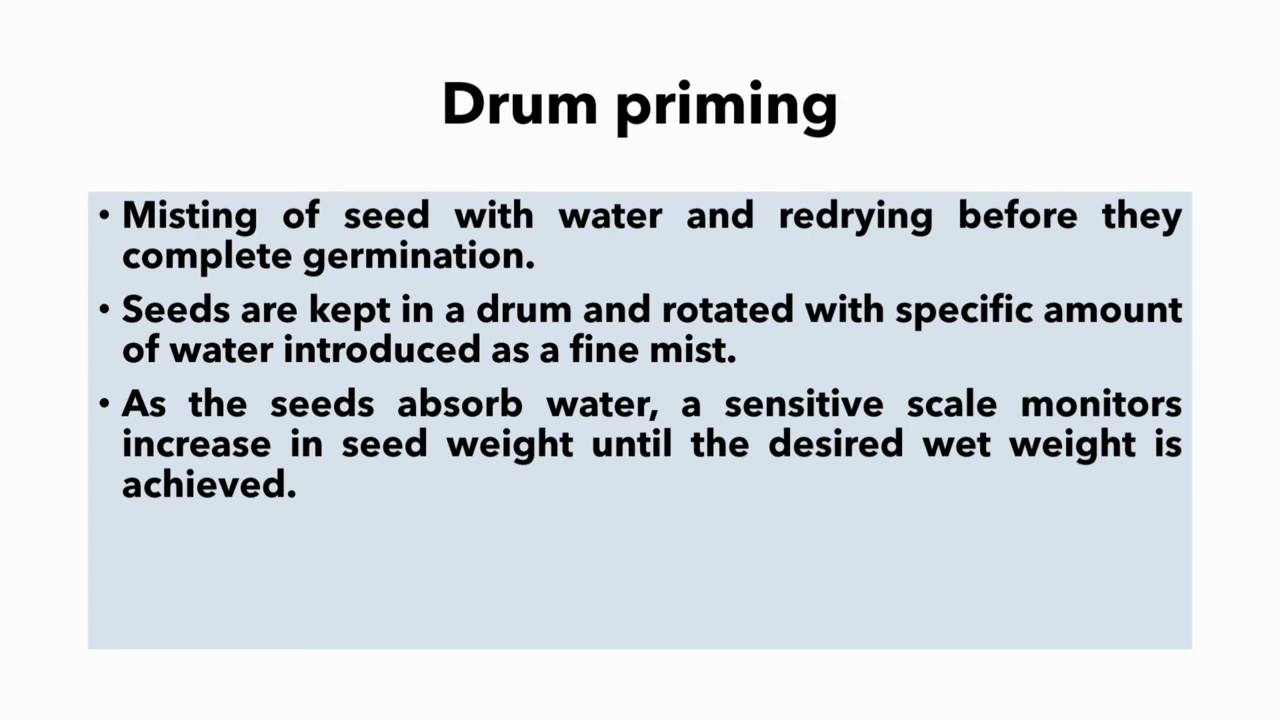 Drum priming
• Misting of seed with water and redrying before they
complete germination.
• Seeds are kept in a drum and rotated with specific amount
of water introduced as a fine mist.
• As the seeds absorb water, a sensitive scale monitors
increase in seed weight until the desired wet weight is
achieved.